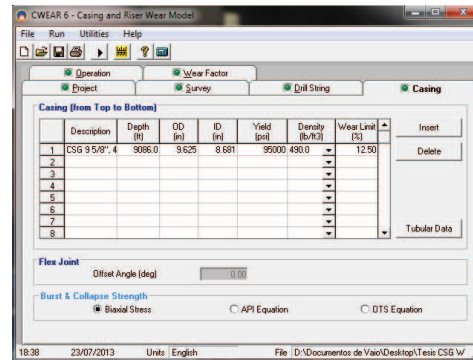 CWEAR 6 - Casing and Riser Wear Model
File Run Utilities Help
Operation Wear Factor
Project Survey Drill String Casing
Casing (from Top to Bottom)
Description Depth (ft) OD (in) ID (in) Yield (psi) Density (lb/ft3) Wear Limit (%)
1 CSG 9 5/8", 4 9086.0 9.625 8.681 95000 490.0 12.50
2
3
4
5
6
7
8
Insert
Delete
Tubular Data
Flex Joint
Offset Angle (deg) 0.00
Burst & Collapse Strength
Biaxial Stress API Equation DTS Equation
18:38 23/07/2013 Units English File D:\Documentos de Vaio\Desktop\Tesis CSG W